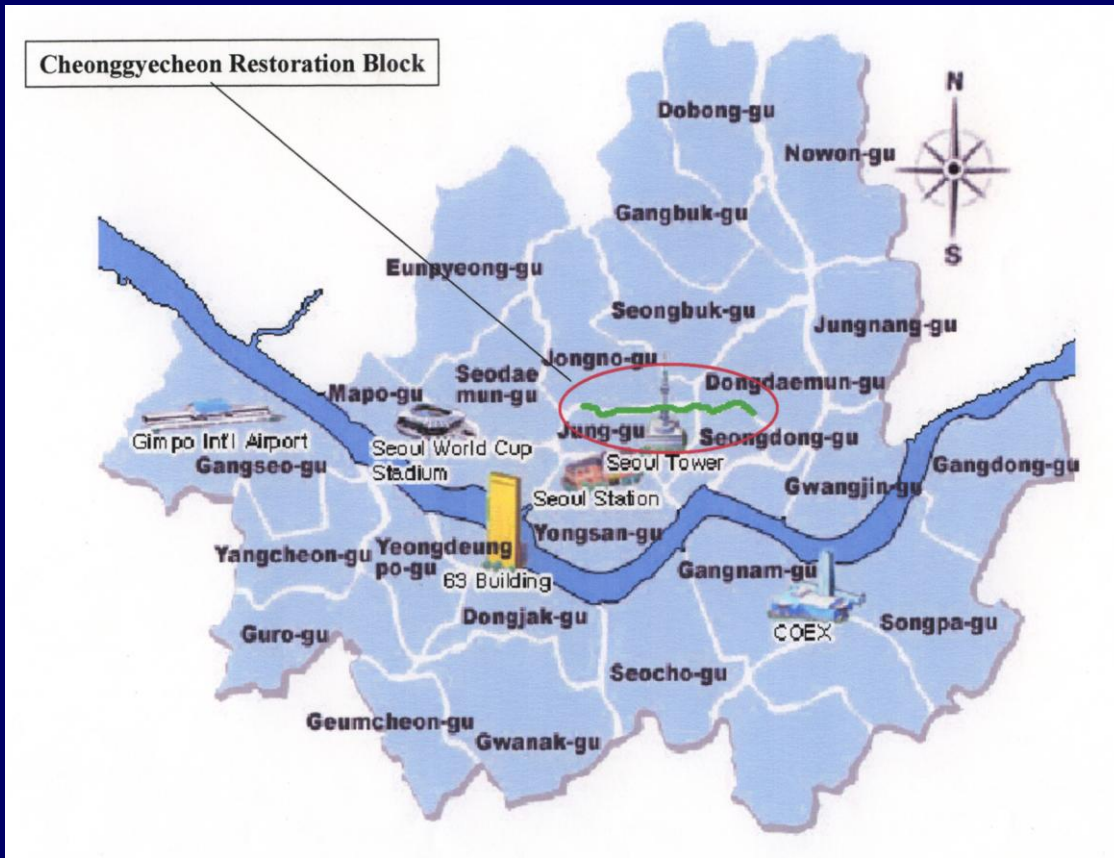 Cheonggyecheon Restoration Block
N
S
Dobong-gu
Nowon-gu
Gangbuk-gu
Eunpyeong-gu
Seongbuk-gu
Jungnang-gu
Jongno-gu
Seodae
mun-gu
Dongdaemun-gu
Mapo-gu
Gimpo Int'l Airport
Seoul World Cup
Stadium
Jung-gu
Seongdong-gu
Seoul Tower
Gangseo-gu
Seoul Station
Gangdong-gu
Gwangjin-gu
Yongsan-gu
Yangcheon-gu
Yeongdeung
po-gu
63 Building
Gangnam-gu
COEX
Songpa-gu
Dongjak-gu
Guro-gu
Seocho-gu
Geumcheon-gu
Gwanak-gu